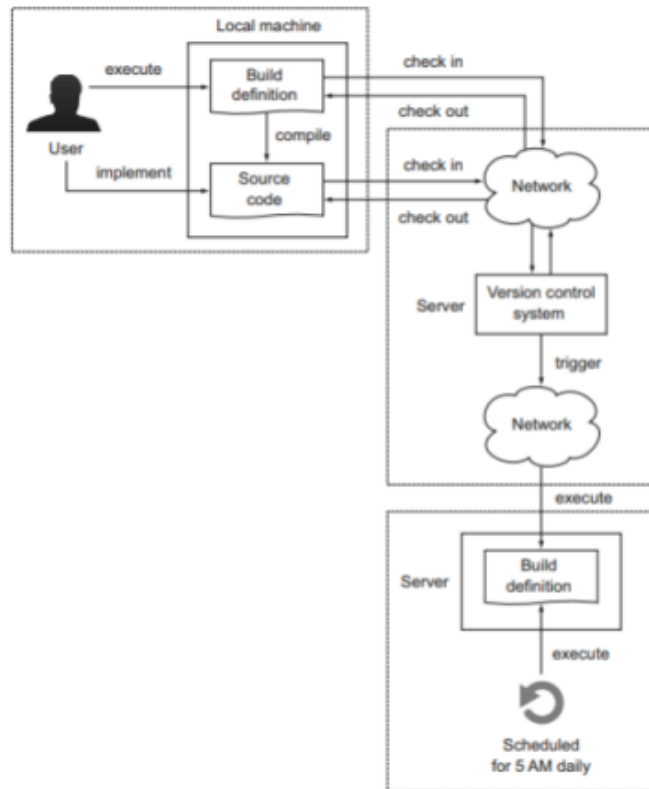 Local machine
execute
Build
definition
check in
check out
User
compile
implement
Source
code
check in
check out
Network
Server
Version control
system
trigger
Network
execute
Server
Build
definition
execute
Scheduled
for 5 AM daily